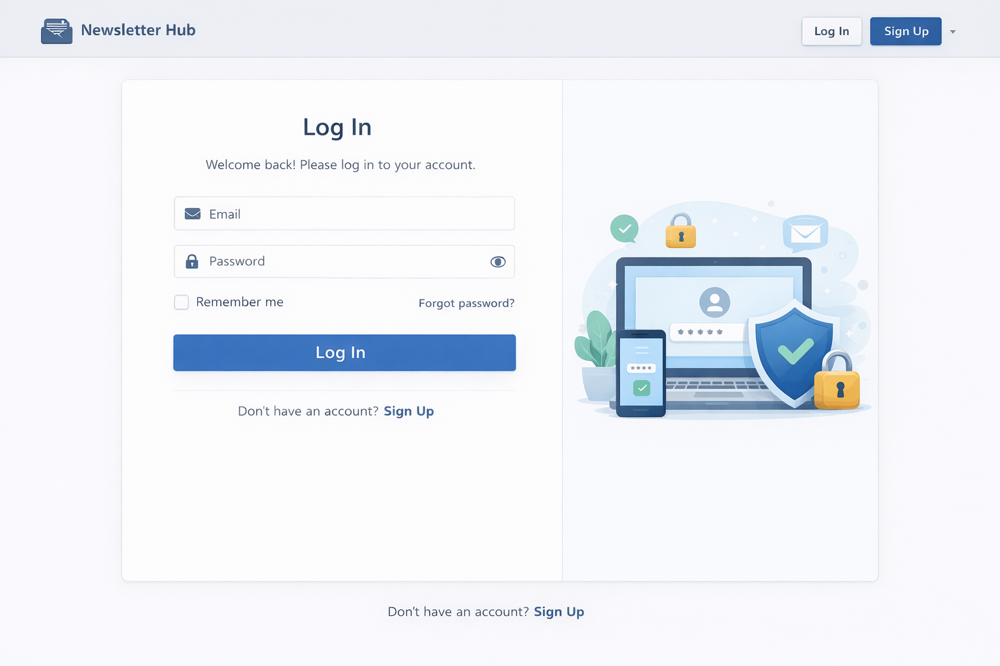 Newsletter Hub
Log In
Sign Up
Log In
Welcome back! Please log in to your account.
Email
Password
Remember me
Forgot password?
Log In
Don't have an account? Sign Up
*****
****
Don't have an account? Sign Up